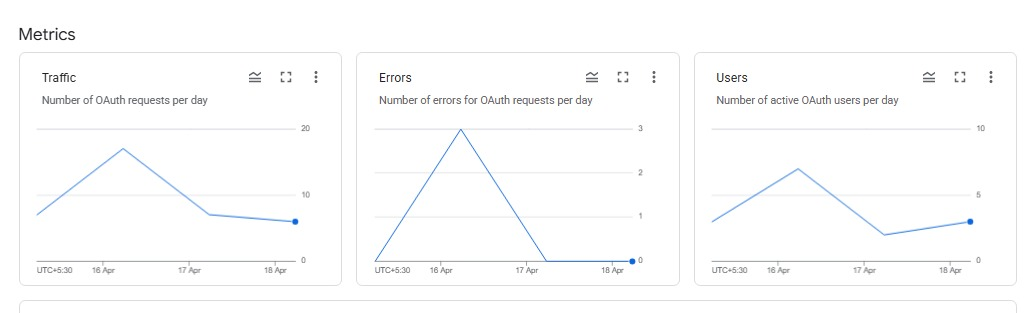 Metrics
Traffic
Number of OAuth requests per day
20
10
0
UTC+5:30 16 Apr 17 Apr 18 Apr
Errors
Number of errors for OAuth requests per day
3
2
1
0
UTC+5:30 16 Apr 17 Apr 18 Apr
Users
Number of active OAuth users per day
10
5
0
UTC+5:30 16 Apr 17 Apr 18 Apr